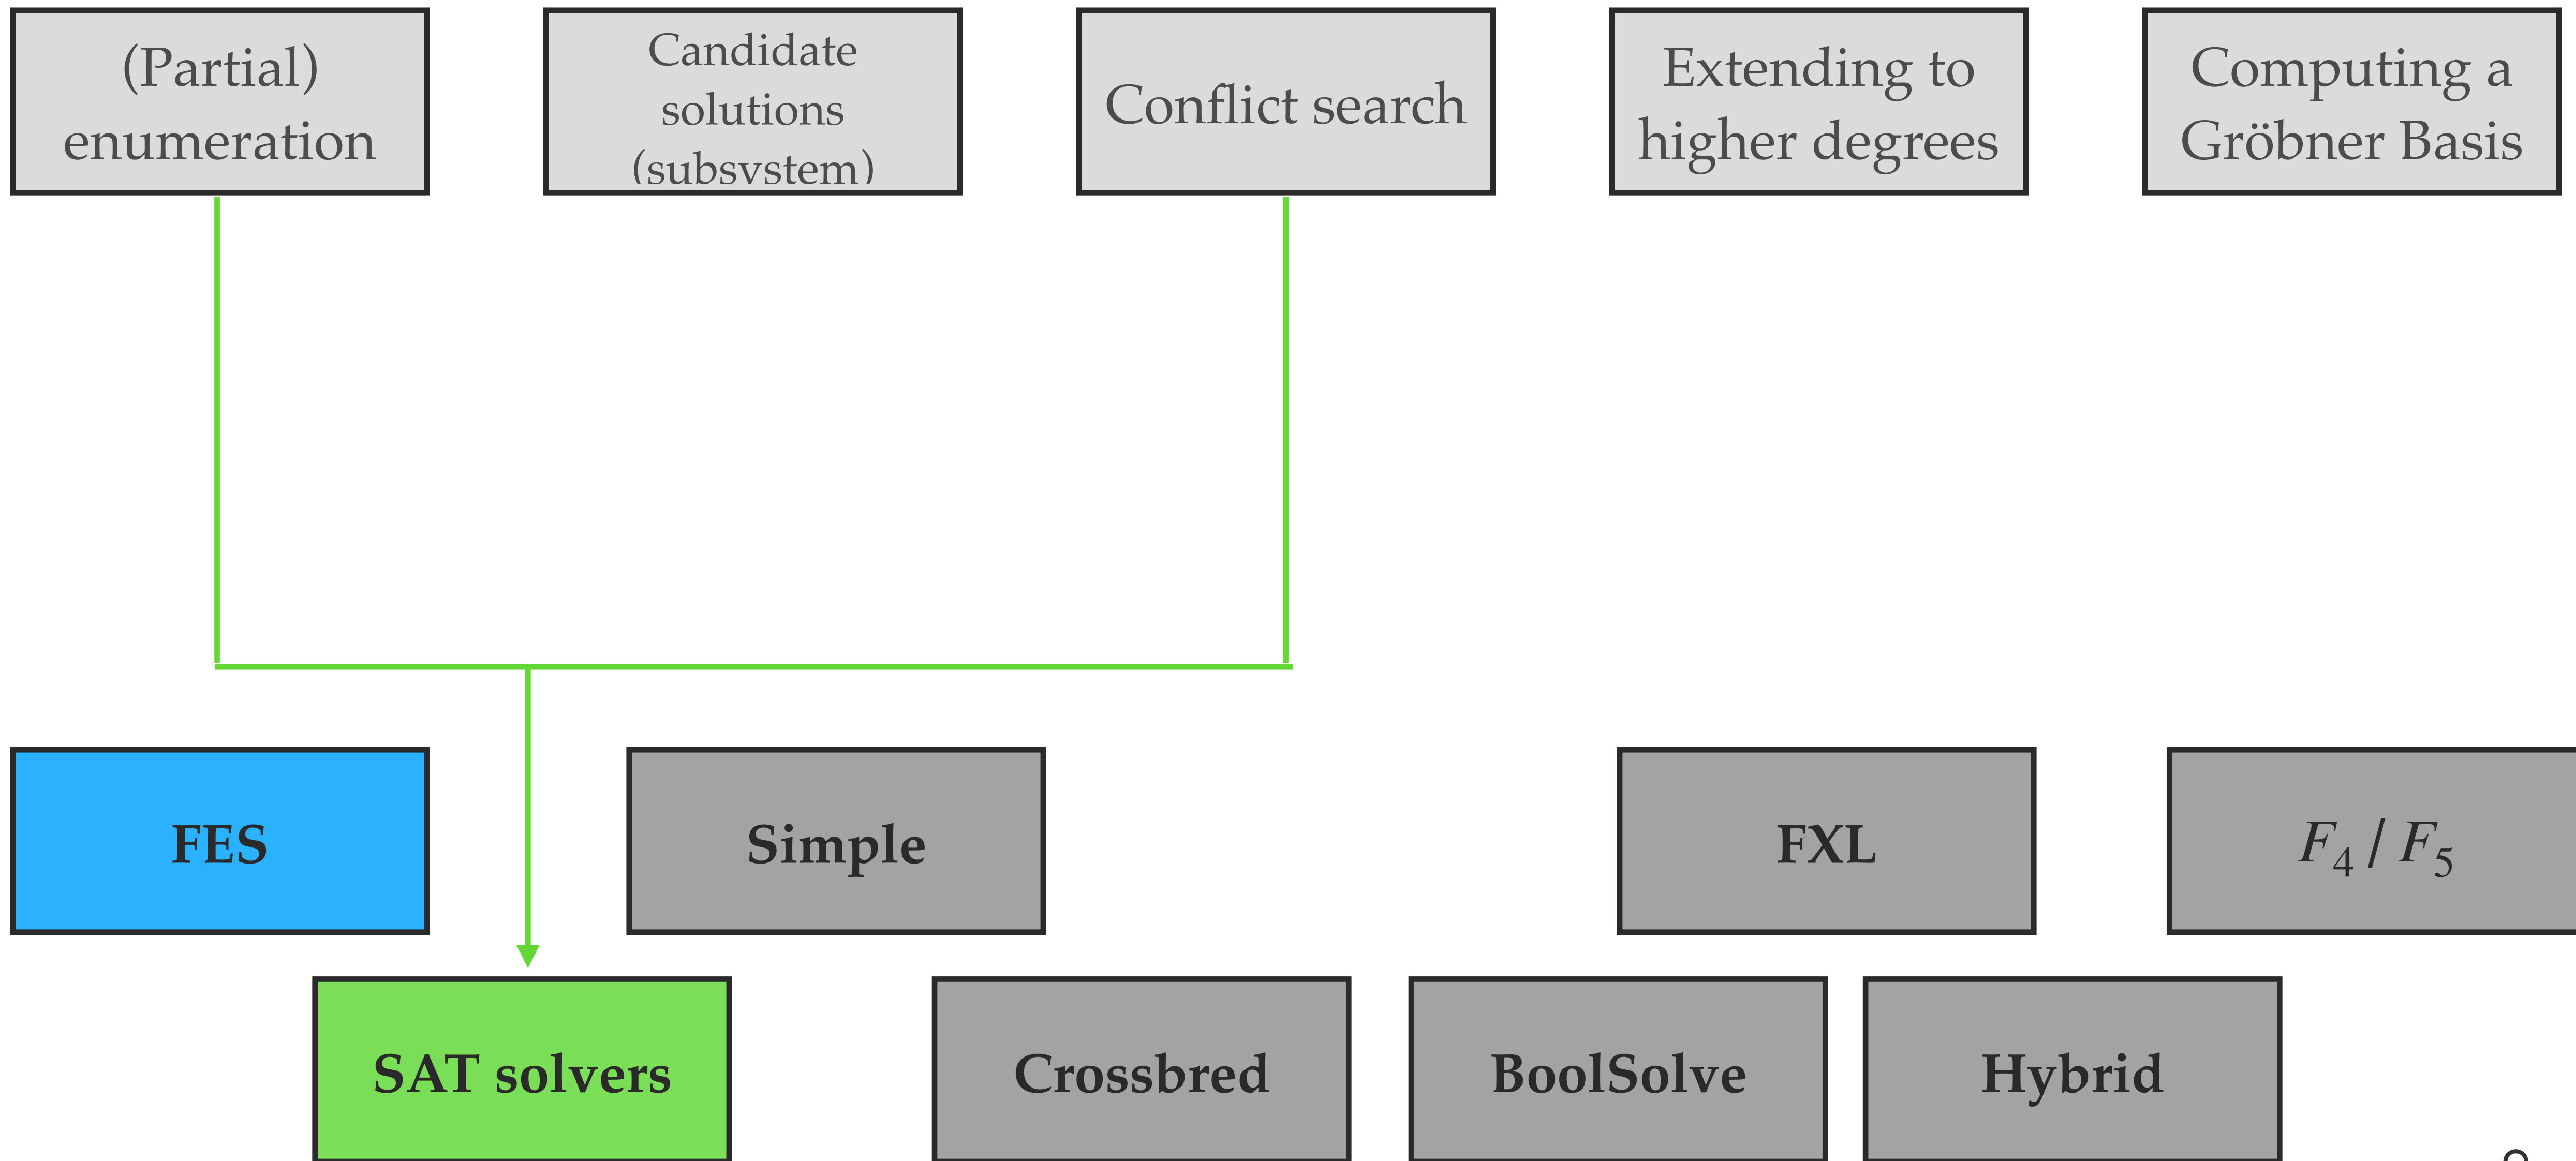 (Partial)
enumeration
Candidate
solutions
(subsystem)
Conflict search
Extending to
higher degrees
Computing a
Gröbner Basis
FES
Simple
FXL
F₄ / F₅
SAT solvers
Crossbred
BoolSolve
Hybrid